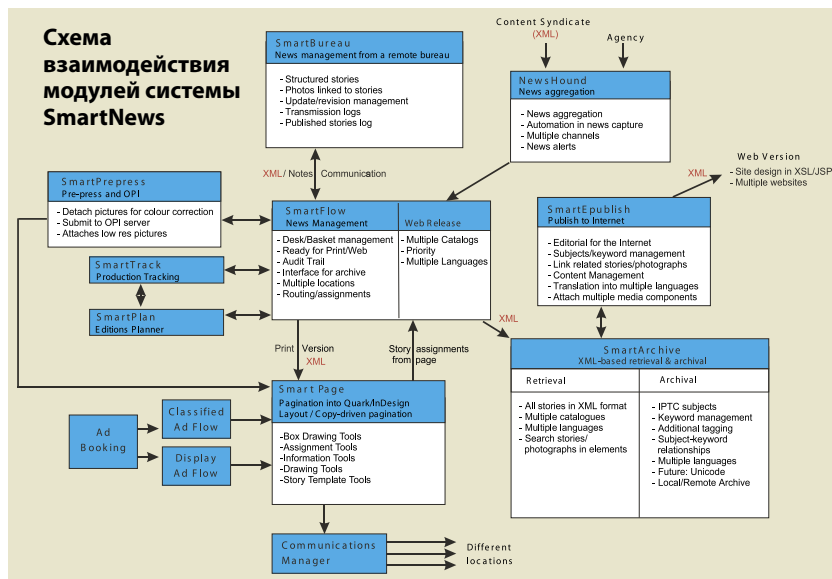 Схема
взаимодействия
модулей системы
SmartNews
SmartBureau
News management from a remote bureau
- Structured stories
- Photos linked to stories
- Update/revision management
- Transmission logs
- Published stories log
Content Syndicate
(XML)
Agency
NewsHound
News aggregation
- News aggregation
- Automation in news capture
- Multiple channels
- News alerts
XML/ Notes Communication
Web Version
- Site design in XSL/JSP
- Multiple websites
XML
SmartPrepress
Pre-press and OPI
- Detach pictures for colour correction
- Submit to OPI server
- Attaches low res pictures
SmartFlow
News Management
- Desk/Basket management
- Ready for Print/Web
- Audit Trail
- Interface for archive
- Multiple locations
- Routing/assignments
Web Release
- Multiple Catalogs
- Priority
- Multiple Languages
SmartEpublish
Publish to Internet
- Editorial for the Internet
- Subjects/keyword management
- Link related stories/photographs
- Content Management
- Translation into multiple languages
- Attach multiple media components
SmartTrack
Production Tracking
SmartPlan
Editions Planner
XML
Print Version
XML
Story assignments
from page
SmartArchive
XML-based retrieval & archival
Retrieval
- All stories in XML format
- Multiple catalogues
- Multiple languages
- Search stories/
photographs in elements
Archival
- IPTC subjects
- Keyword management
- Additional tagging
- Subject-keyword
relationships
- Multiple languages
- Future: Unicode
- Local/Remote Archive
Smart Page
Pagination into Quark/InDesign
Layout / Copy-driven pagination
-Box Drawing Tools
-Assignment Tools
-Information Tools
-Drawing Tools
-Story Template Tools
Ad
Booking
Classified
Ad Flow
Display
Ad Flow
Communications
Manager
Different
locations